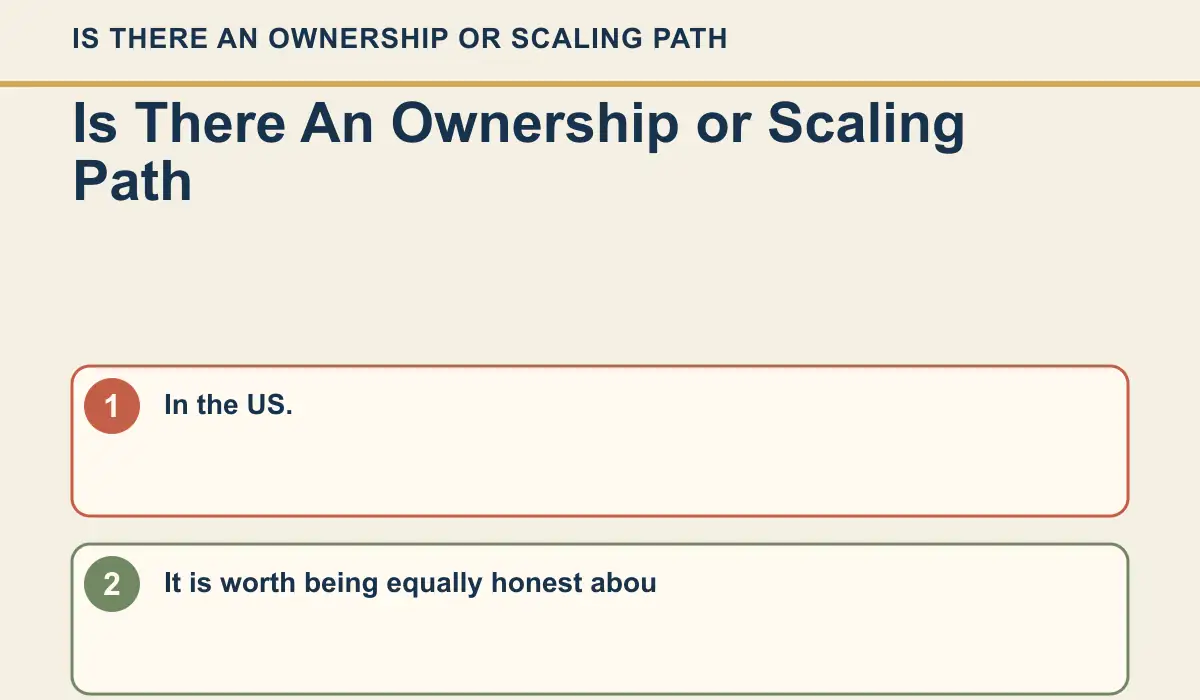 IS THERE AN OWNERSHIP OR SCALING PATH
Is There An Ownership or Scaling
Path
1
In the US.
2
It is worth being equally honest abou